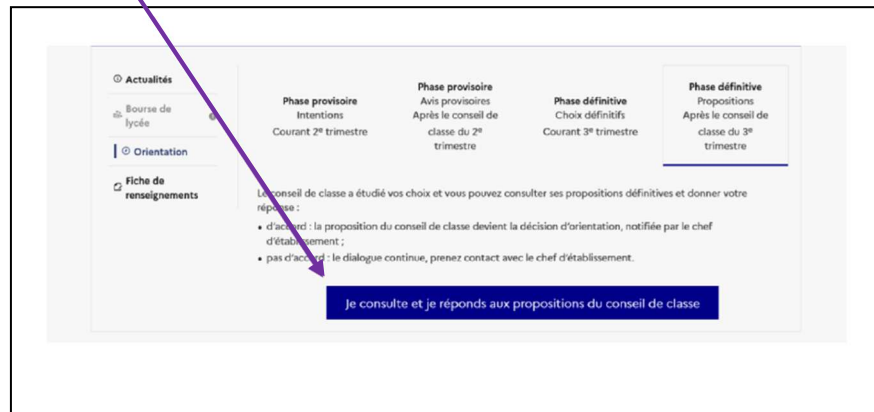 Actualités
Bourse de
lycée
Orientation
Fiche de
renseignements
Phase provisoire
Intentions
Courant 2e trimestre
Phase provisoire
Avis provisoires
Après le conseil de
classe du 2e
trimestre
Phase définitive
Choix définitifs
Courant 3e trimestre
Phase définitive
Propositions
Après le conseil de
classe du 3e
trimestre
Le conseil de classe a étudié vos choix et vous pouvez consulter ses propositions définitives et donner votre
réponse :
• d'accord : la proposition du conseil de classe devient la décision d'orientation, notifiée par le chef
d'établissement ;
• pas d'accord : le dialogue continue, prenez contact avec le chef d'établissement.
Je consulte et je réponds aux propositions du conseil de classe